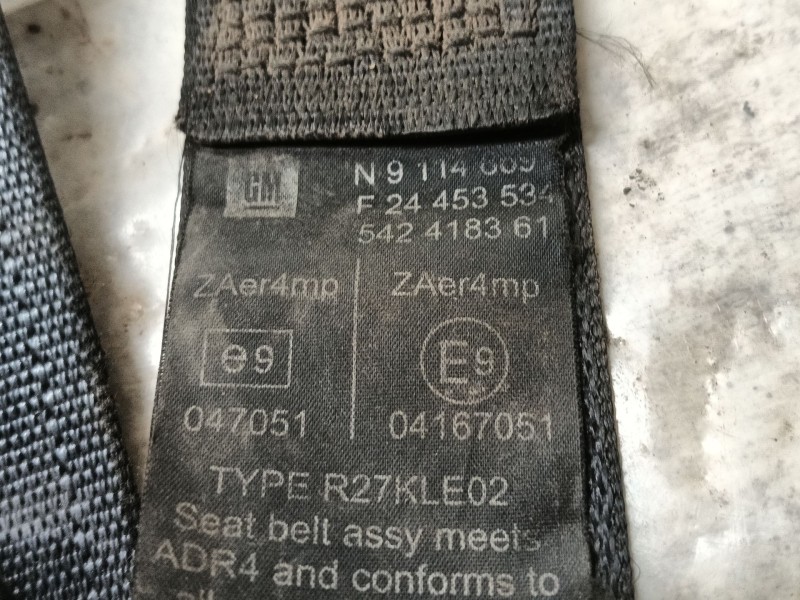 GM N 9 114
F 24 453 534
542 4183 61
ZAer4mp ZAer4mp
e9 E9
047051 04167051
TYPE R27KLE02
Seat belt assy meets
ADR4 and conforms to